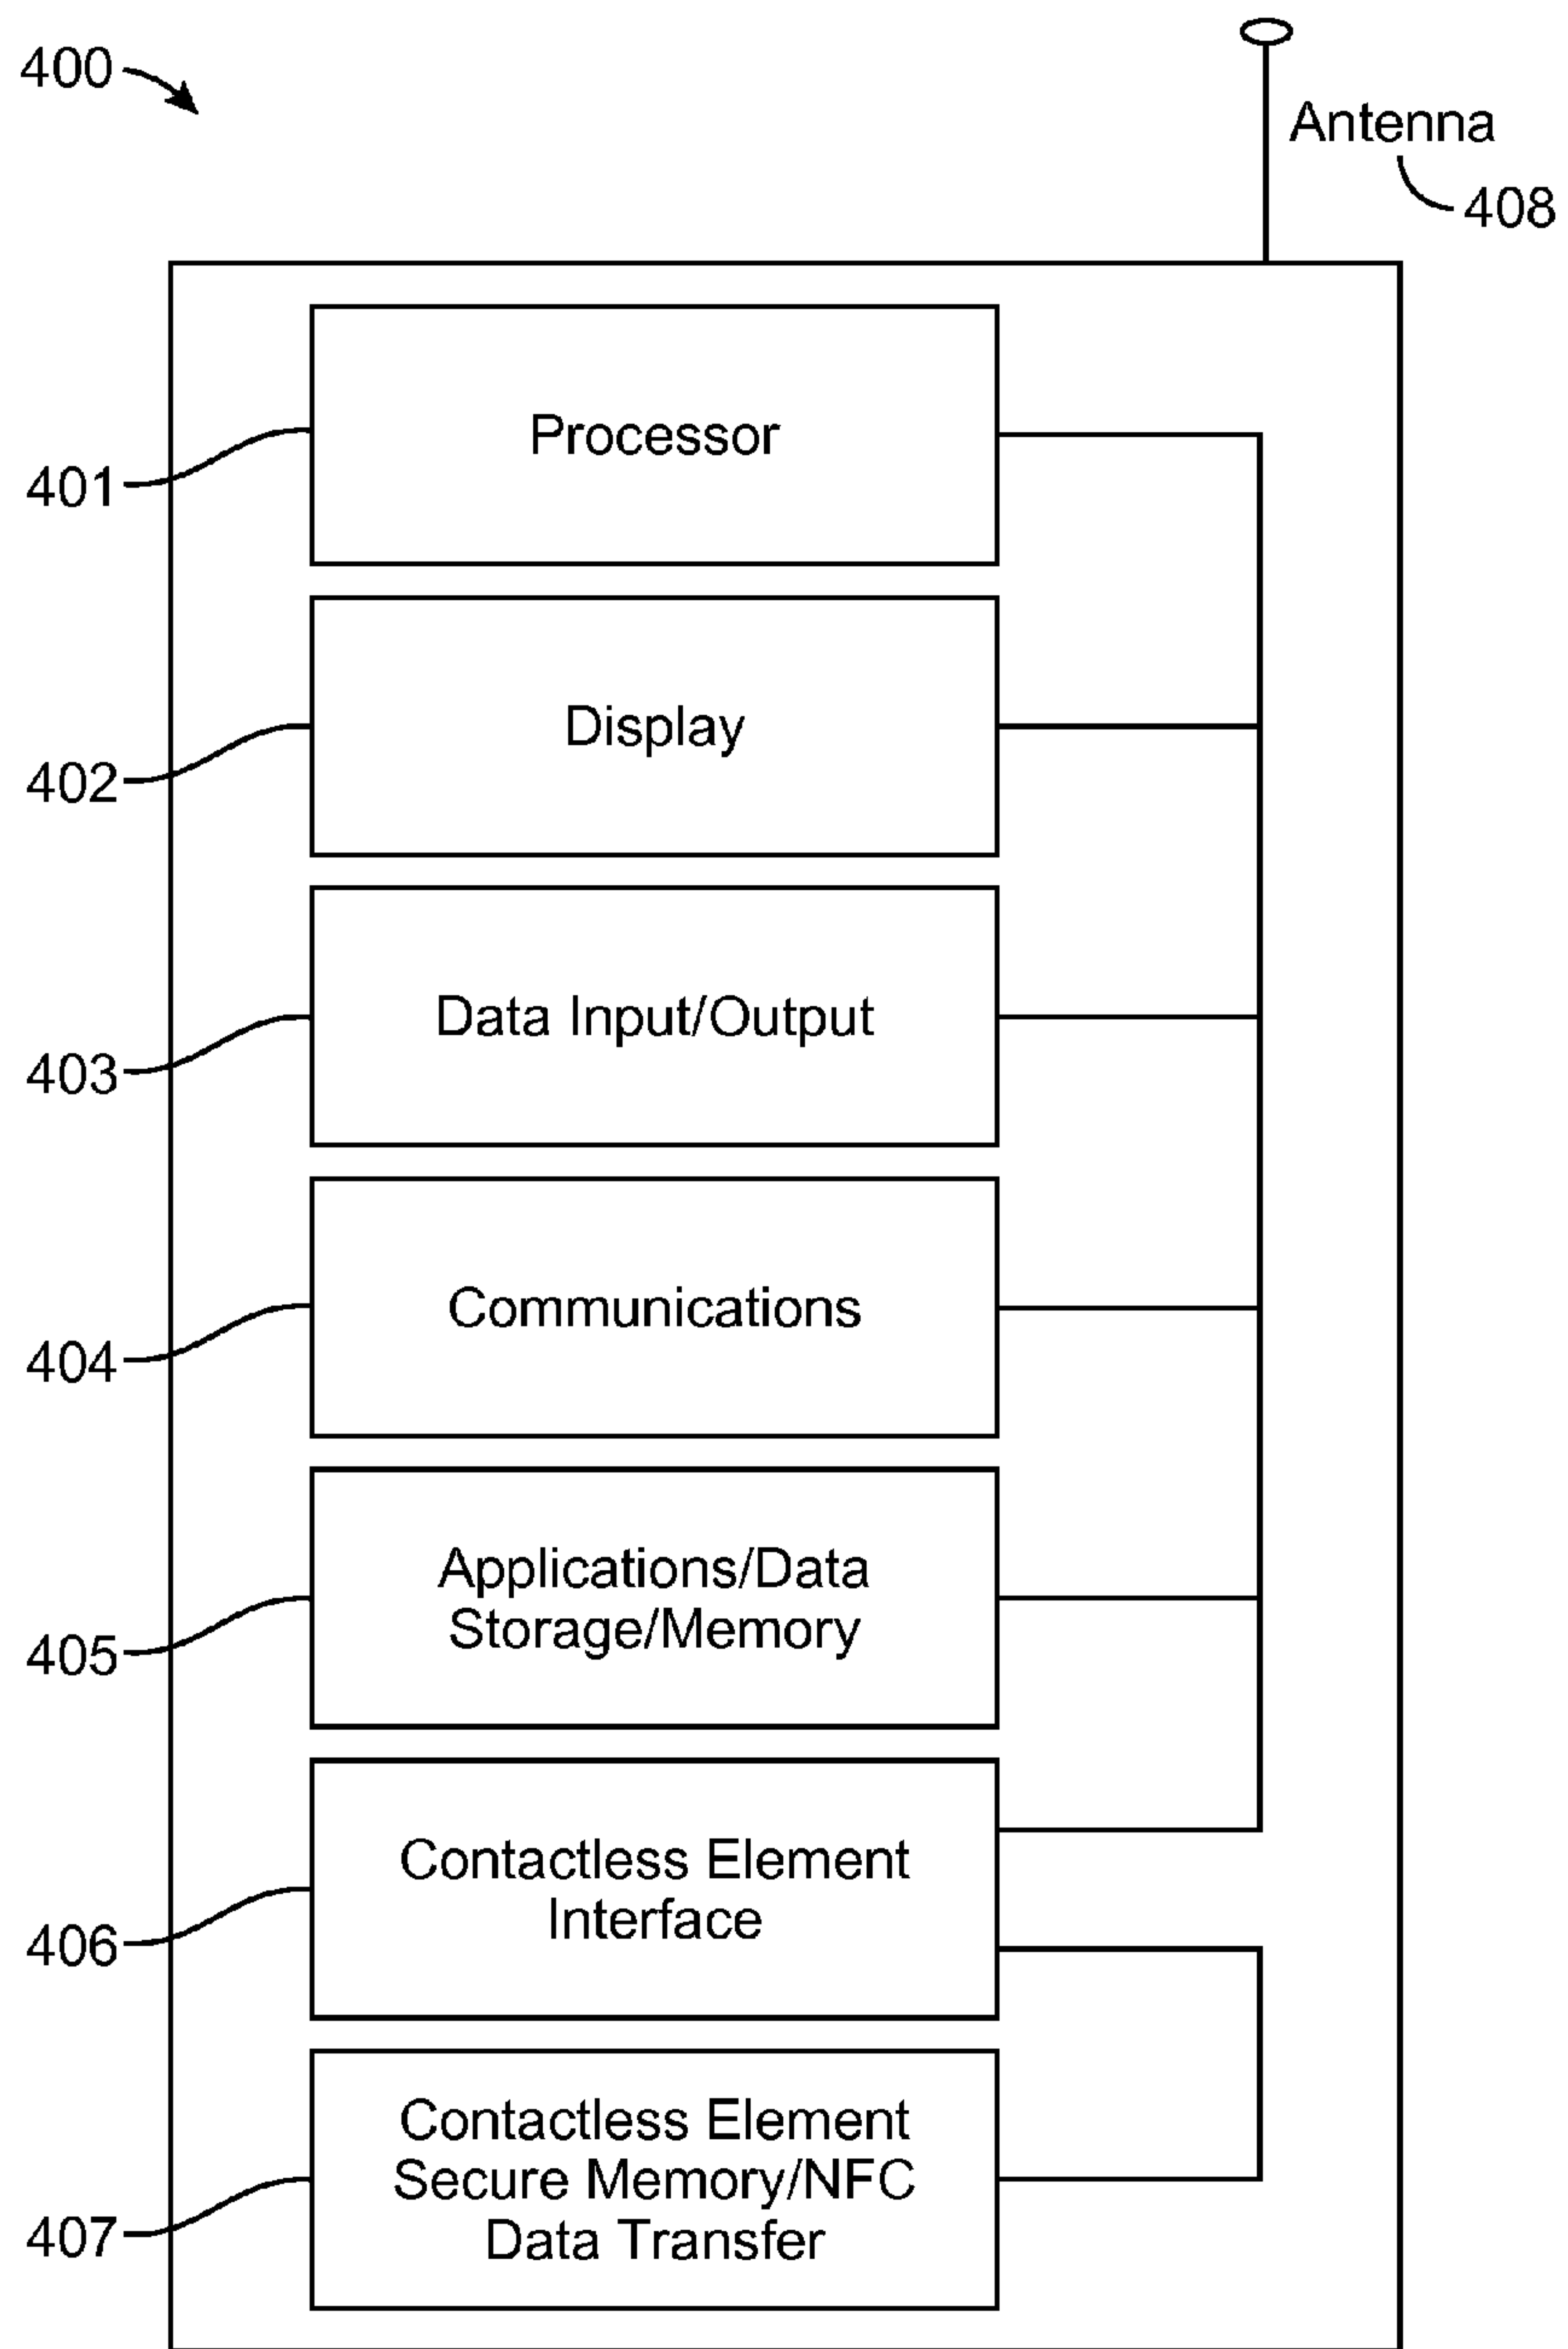 400
Antenna
408
Processor
401
Display
402
Data Input/Output
403
Communications
404
Applications/Data
Storage/Memory
405
Contactless Element
Interface
406
Contactless Element
Secure Memory/NFC
Data Transfer
407